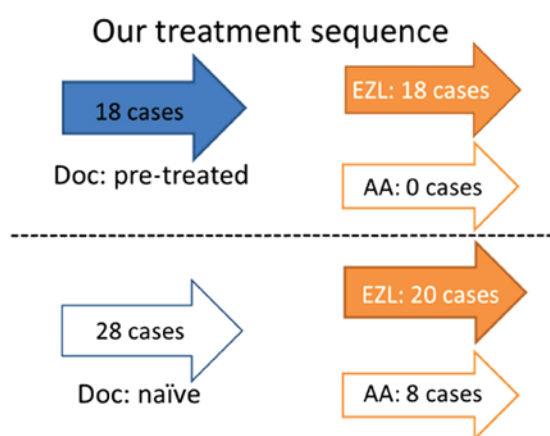 Our treatment sequence
18 cases
EZL: 18 cases
Doc: pre-treated
AA: 0 cases
28 cases
EZL: 20 cases
Doc: naïve
AA: 8 cases